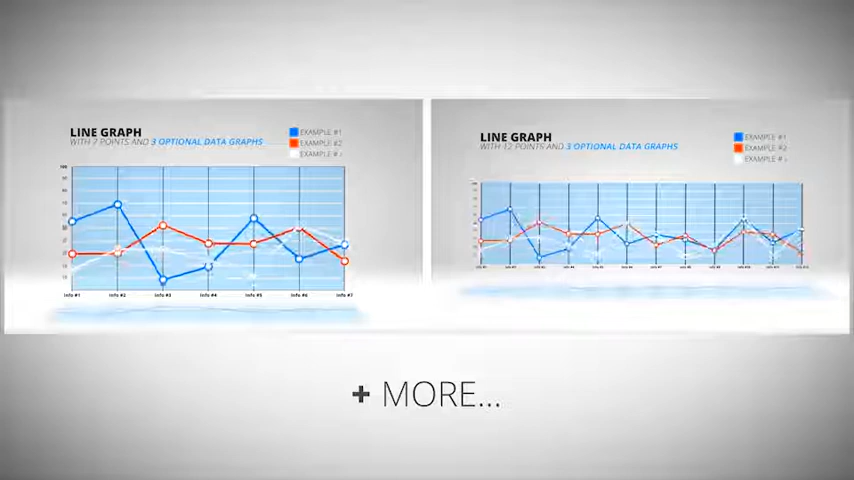 LINE GRAPH
WITH 7 POINTS AND 3 OPTIONAL DATA GRAPHS
EXAMPLE #1
EXAMPLE #2
EXAMPLE #3
100
Info #1 Info #2 Info #3 Info #4 Info #5 Info #6 Info #7
LINE GRAPH
WITH 12 POINTS AND 3 OPTIONAL DATA GRAPHS
EXAMPLE #1
EXAMPLE #2
EXAMPLE #3
+ MORE...